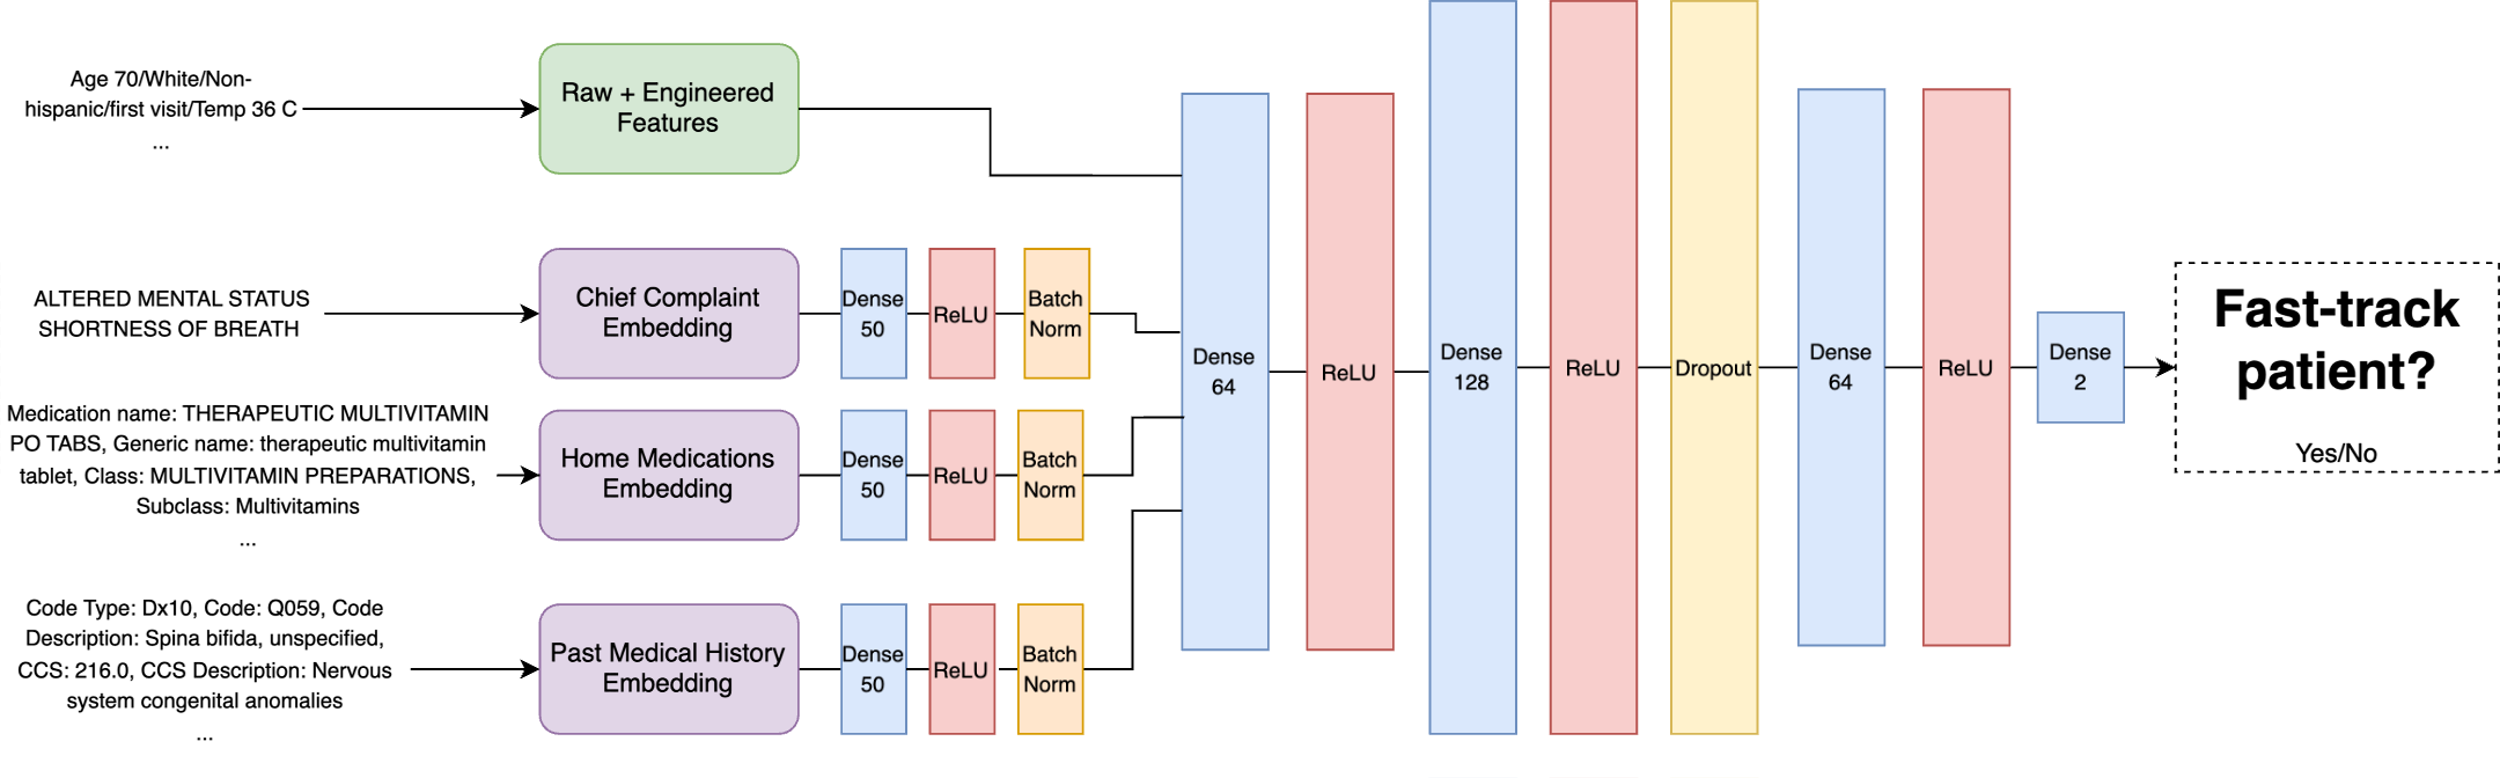 Age 70/White/Non-
hispanic/first visit/Temp 36 C
...
Raw + Engineered
Features
ALTERED MENTAL STATUS
SHORTNESS OF BREATH
Chief Complaint
Embedding
Dense
50
ReLU
Batch
Norm
Medication name: THERAPEUTIC MULTIVITAMIN
PO TABS, Generic name: therapeutic multivitamin
tablet, Class: MULTIVITAMIN PREPARATIONS,
Subclass: Multivitamins
...
Home Medications
Embedding
Dense
50
ReLU
Batch
Norm
Code Type: Dx10, Code: Q059, Code
Description: Spina bifida, unspecified,
CCS: 216.0, CCS Description: Nervous
system congenital anomalies
...
Past Medical History
Embedding
Dense
50
ReLU
Batch
Norm
Dense
64
ReLU
Dense
128
ReLU
Dropout
Dense
64
ReLU
Dense
2
Fast-track
patient?
Yes/No